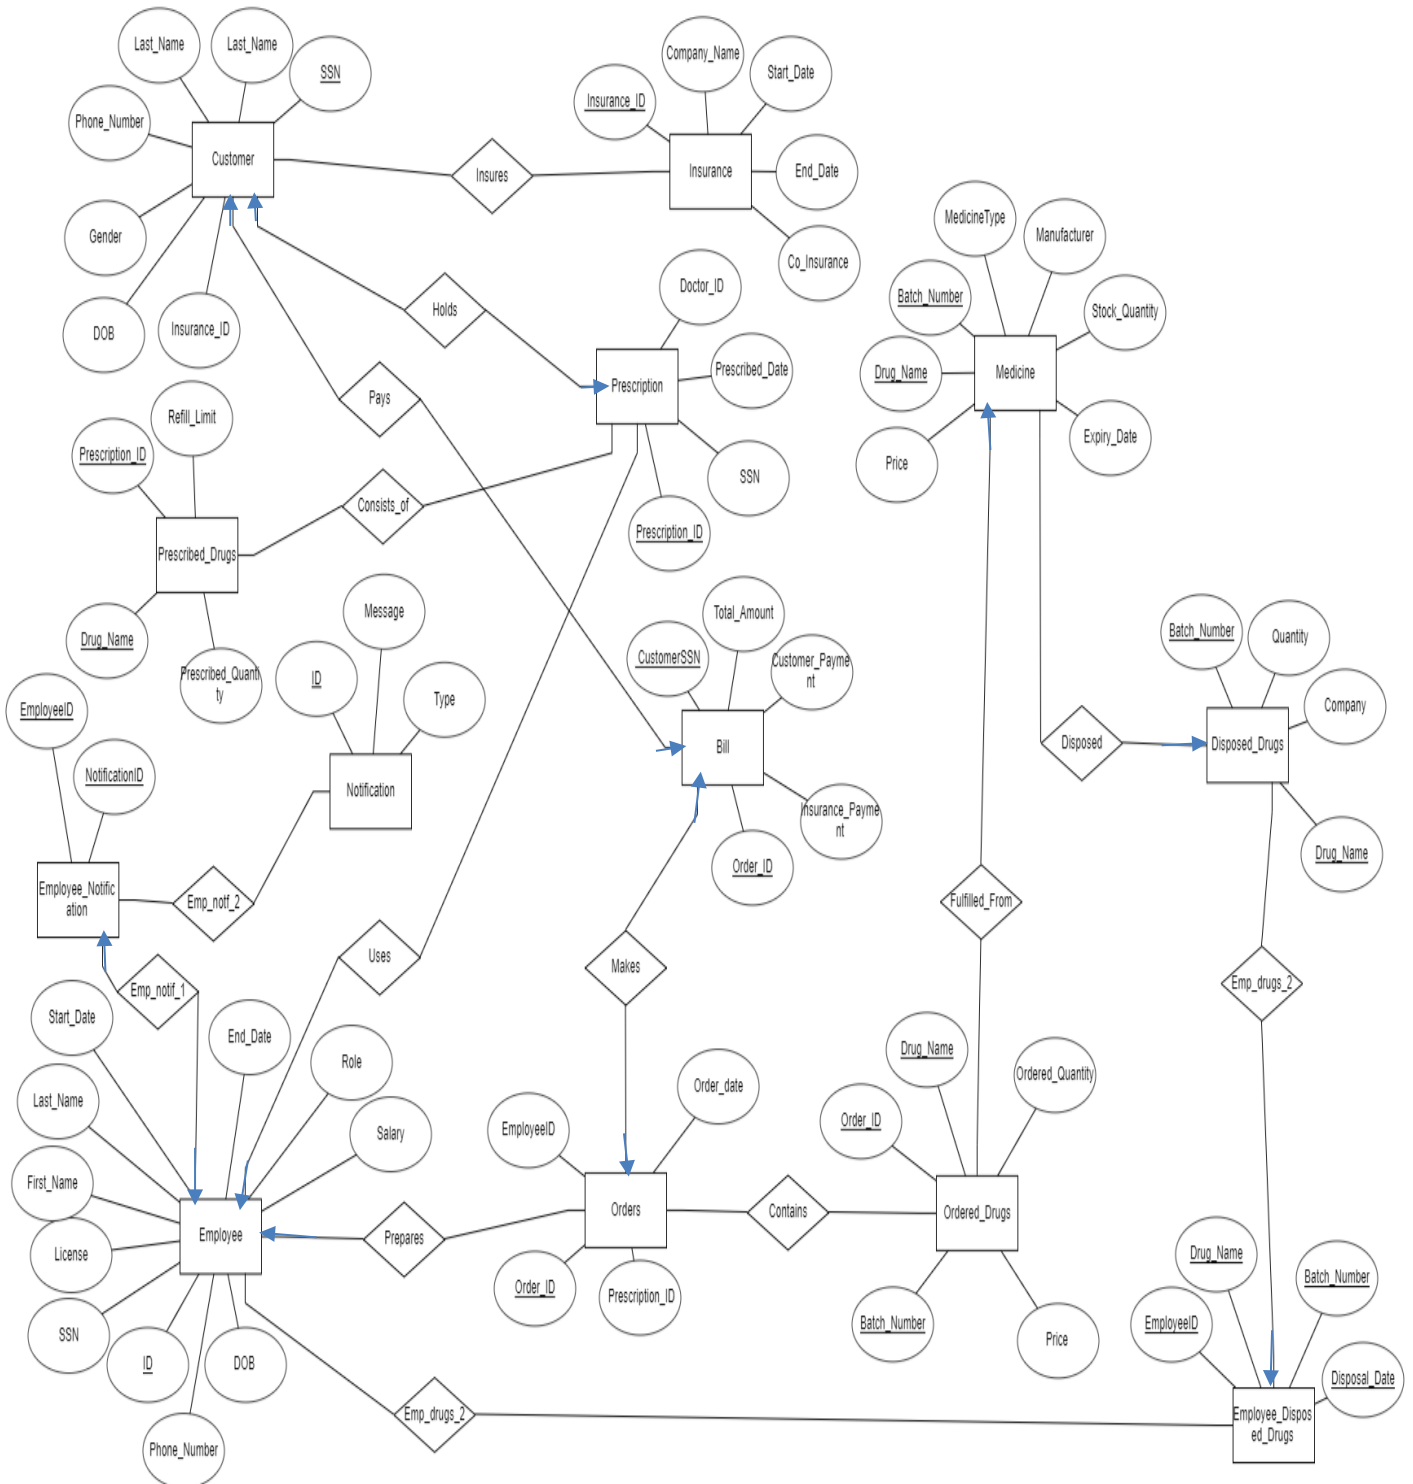 Last_Name
Last_Name
SSN
Phone_Number
Customer
Gender
DOB
Insurance_ID
Insures
Company_Name
Start_Date
Insurance_ID
Insurance
End_Date
Co_Insurance
Holds
Pays
Doctor_ID
Prescribed_Date
Prescription
SSN
Prescription_ID
MedicineType
Manufacturer
Batch_Number
Stock_Quantity
Drug_Name
Medicine
Price
Expiry_Date
Refill_Limit
Prescription_ID
Consists_of
Prescribed_Drugs
Drug_Name
Prescribed_Quanti
ty
Message
ID
Type
Notification
EmployeeID
NotificationID
Employee_Notific
ation
Emp_notf_2
Emp_notif_1
Total_Amount
CustomerSSN
Customer_Payme
nt
Bill
Insurance_Payme
nt
Order_ID
Batch_Number
Quantity
Company
Disposed
Disposed_Drugs
Drug_Name
Uses
Makes
Fulfilled_From
Emp_drugs_2
Start_Date
End_Date
Role
Last_Name
Salary
First_Name
License
Employee
SSN
ID
DOB
Phone_Number
Prepares
Order_date
EmployeeID
Orders
Order_ID
Prescription_ID
Contains
Drug_Name
Ordered_Quantity
Order_ID
Ordered_Drugs
Batch_Number
Price
Emp_drugs_2
Drug_Name
Batch_Number
EmployeeID
Disposal_Date
Employee_Dispos
ed_Drugs